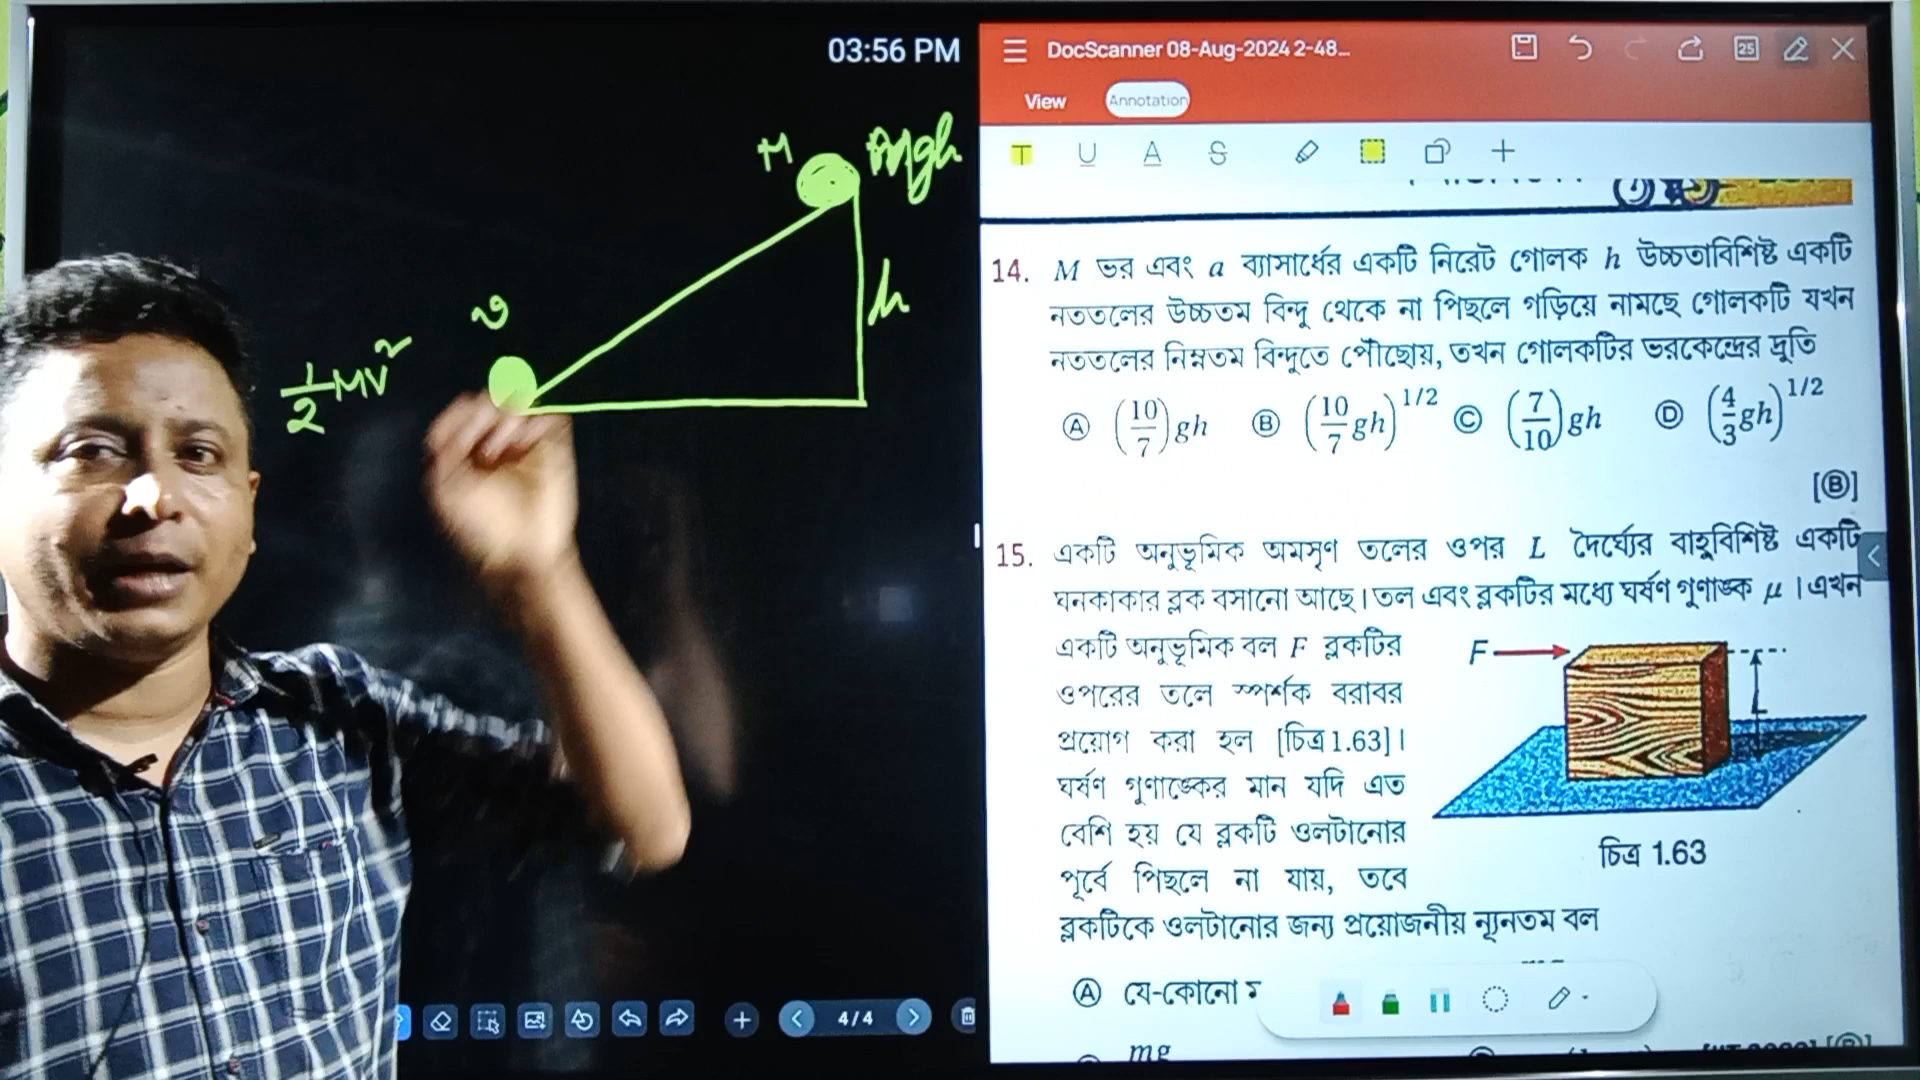 03:56 PM
M
Mgh
h
v
1/2 MV²
4/4
DocScanner 08-Aug-2024 2-48...
25
View
Annotation
T U A S
14. M ভর এবং a ব্যাসার্ধের একটি নিরেট গোলক h উচ্চতাবিশিষ্ট একটি
নততলের উচ্চতম বিন্দু থেকে না পিছলে গড়িয়ে নামছে গোলকটি যখন
নততলের নিম্নতম বিন্দুতে পৌঁছোয়, তখন গোলকটির ভরকেন্দ্রের দ্রুতি
Ⓐ (10/7)gh Ⓑ (10/7 gh)^1/2 Ⓒ (7/10)gh Ⓓ (4/3 gh)^1/2
[Ⓑ]
15. একটি অনুভূমিক অমসৃণ তলের ওপর L দৈর্ঘ্যের বাহুবিশিষ্ট একটি
ঘনকাকার ব্লক বসানো আছে। তল এবং ব্লকটির মধ্যে ঘর্ষণ গুণাঙ্ক μ । এখন
একটি অনুভূমিক বল F ব্লকটির
ওপরের তলে স্পর্শক বরাবর
প্রয়োগ করা হল [চিত্র 1.63]।
ঘর্ষণ গুণাঙ্কের মান যদি এত
বেশি হয় যে ব্লকটি ওলটানোর
পূর্বে পিছলে না যায়, তবে
ব্লকটিকে ওলটানোর জন্য প্রয়োজনীয় ন্যূনতম বল
F
L
চিত্র 1.63
Ⓐ যে-কোনো
mg